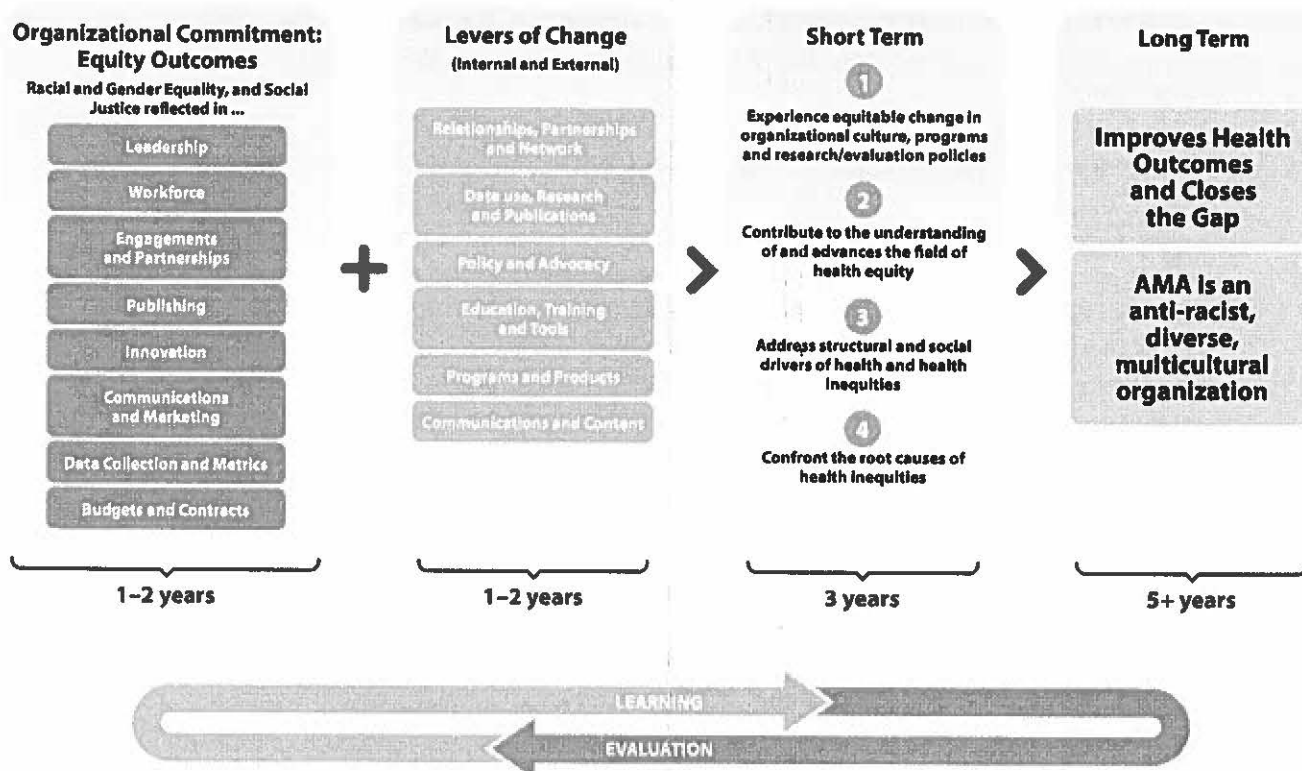 Organizational Commitment:
Equity Outcomes
Racial and Gender Equality, and Social
Justice reflected in ...
Leadership
Workforce
Engagements
and Partnerships
Publishing
Innovation
Communications
and Marketing
Data Collection and Metrics
Budgets and Contracts
1–2 years
+
Levers of Change
(Internal and External)
Relationships, Partnerships
and Network
Data use, Research
and Publications
Policy and Advocacy
Education, Training
and Tools
Programs and Products
Communications and Content
1–2 years
>
Short Term
1
Experience equitable change in
organizational culture, programs
and research/evaluation policies
2
Contribute to the understanding
of and advances the field of
health equity
3
Address structural and social
drivers of health and health
inequities
4
Confront the root causes of
health inequities
3 years
>
Long Term
Improves Health
Outcomes
and Closes
the Gap
AMA is an
anti-racist,
diverse,
multicultural
organization
5+ years
LEARNING
EVALUATION